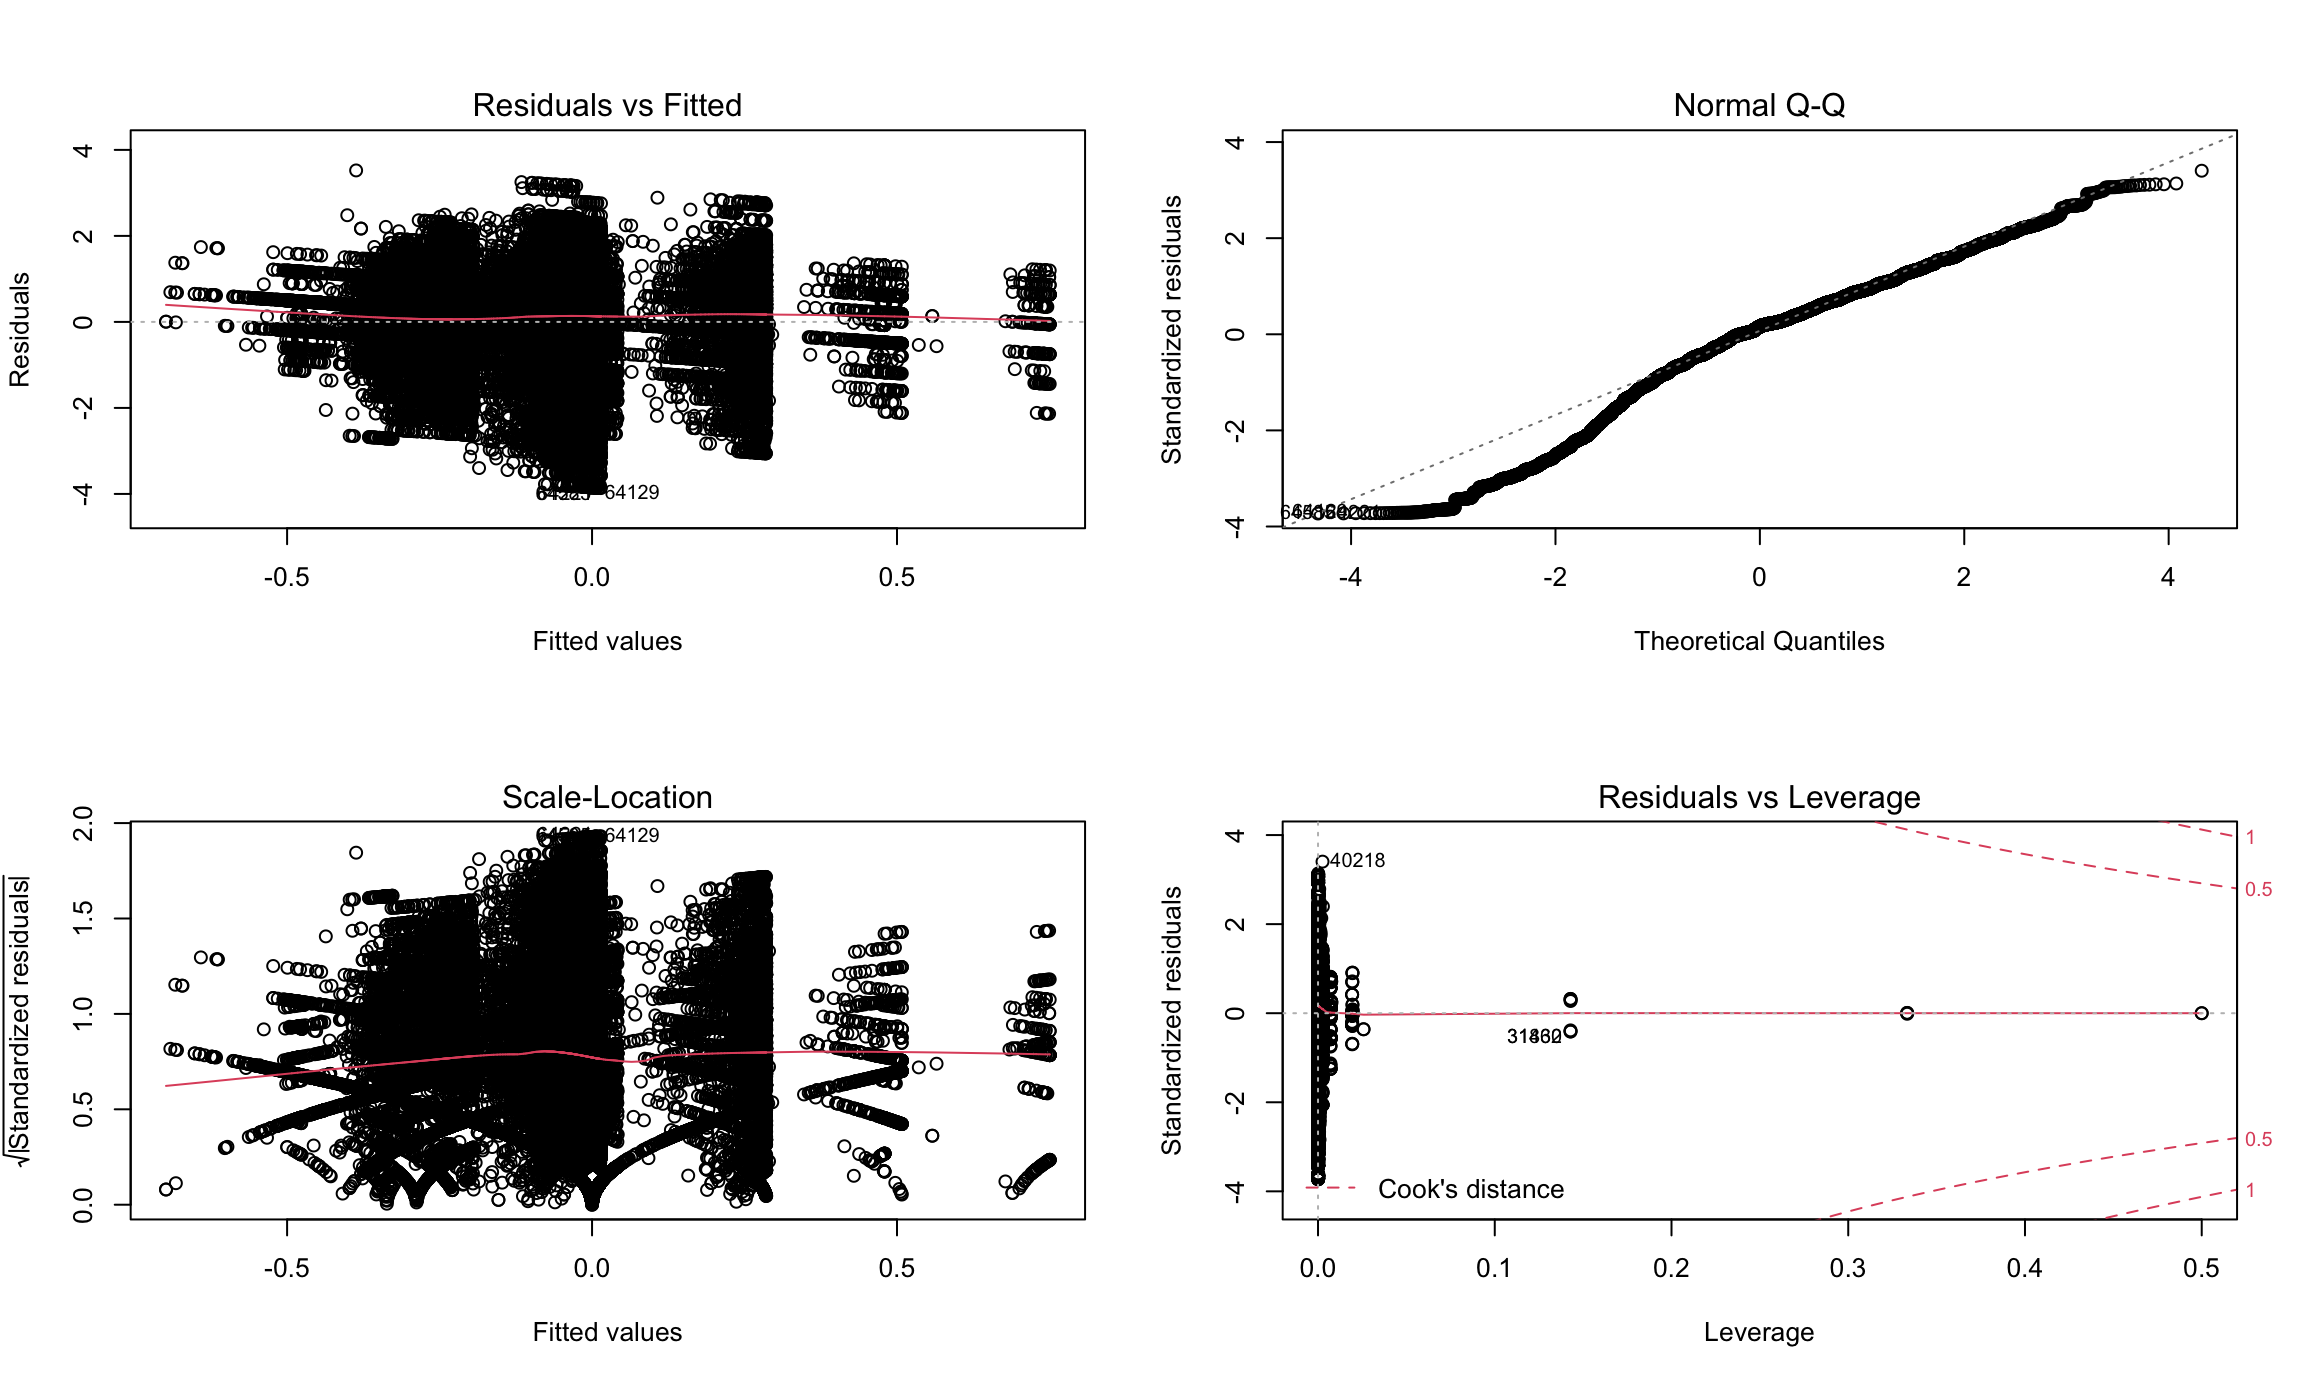 Residuals vs Fitted
Residuals
4
2
0
-2
-4
64129
-0.5 0.0 0.5
Fitted values
Normal Q-Q
Standardized residuals
4
2
0
-2
-4
-4 -2 0 2 4
Theoretical Quantiles
Scale-Location
√|Standardized residuals|
2.0
1.5
1.0
0.5
0.0
64129
-0.5 0.0 0.5
Fitted values
Residuals vs Leverage
Standardized residuals
4
2
0
-2
-4
40218
1
0.5
0.5
1
Cook's distance
0.0 0.1 0.2 0.3 0.4 0.5
Leverage